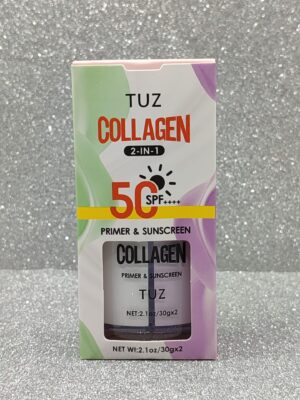 TUZ
COLLAGEN
2-IN-1
50
SPF++++
PRIMER & SUNSCREEN
COLLAGEN
PRIMER & SUNSCREEN
TUZ
NET:2.1oz/30gx2
NET WT:2.1oz/30gx2